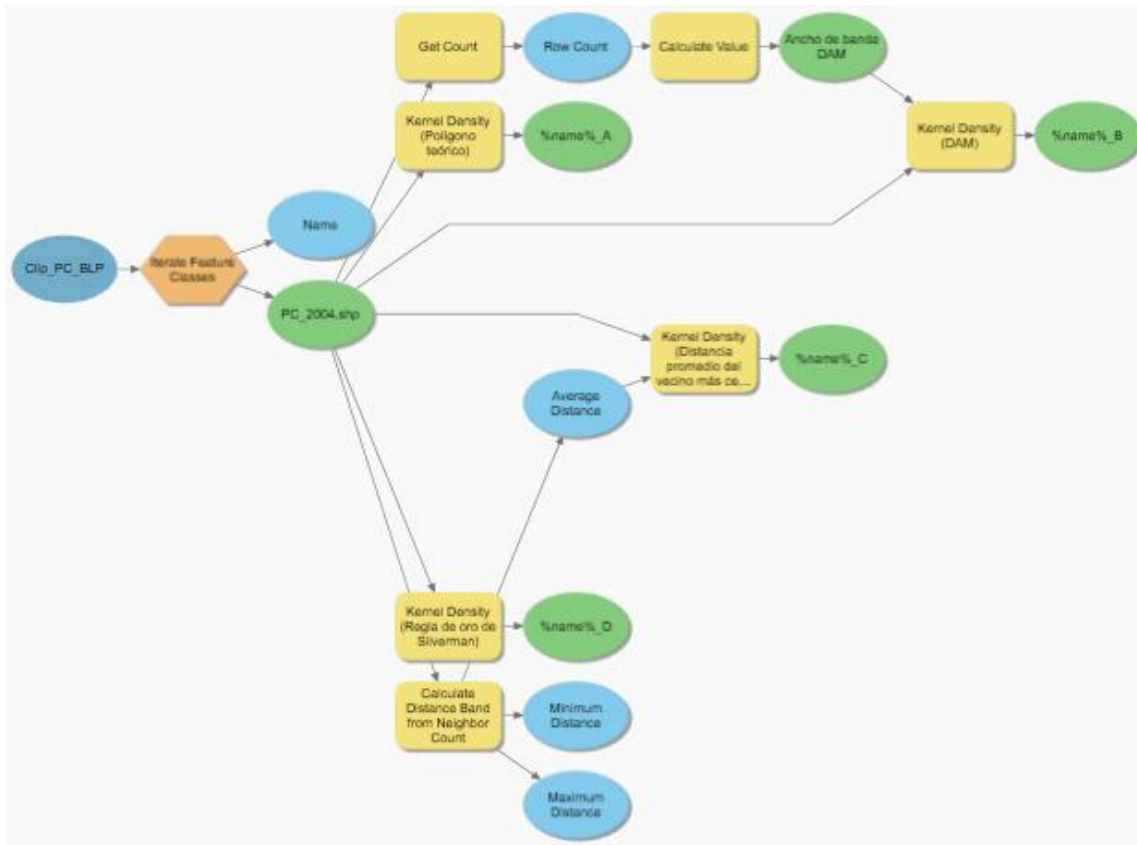 Get Count
Row Count
Calculate Value
Ancho de banda
DAM
Kernel Density
(Polígono
teórico)
%name%_A
Kernel Density
(DAM)
%name%_B
Name
Clip_PC_BLP
Iterate Feature
Classes
PC_2004.shp
Kernel Density
(Distancia
promedio del
vecino más ce...
%name%_C
Average
Distance
Kernel Density
(Regla de oro de
Silverman)
%name%_D
Calculate
Distance Band
from Neighbor
Count
Minimum
Distance
Maximum
Distance